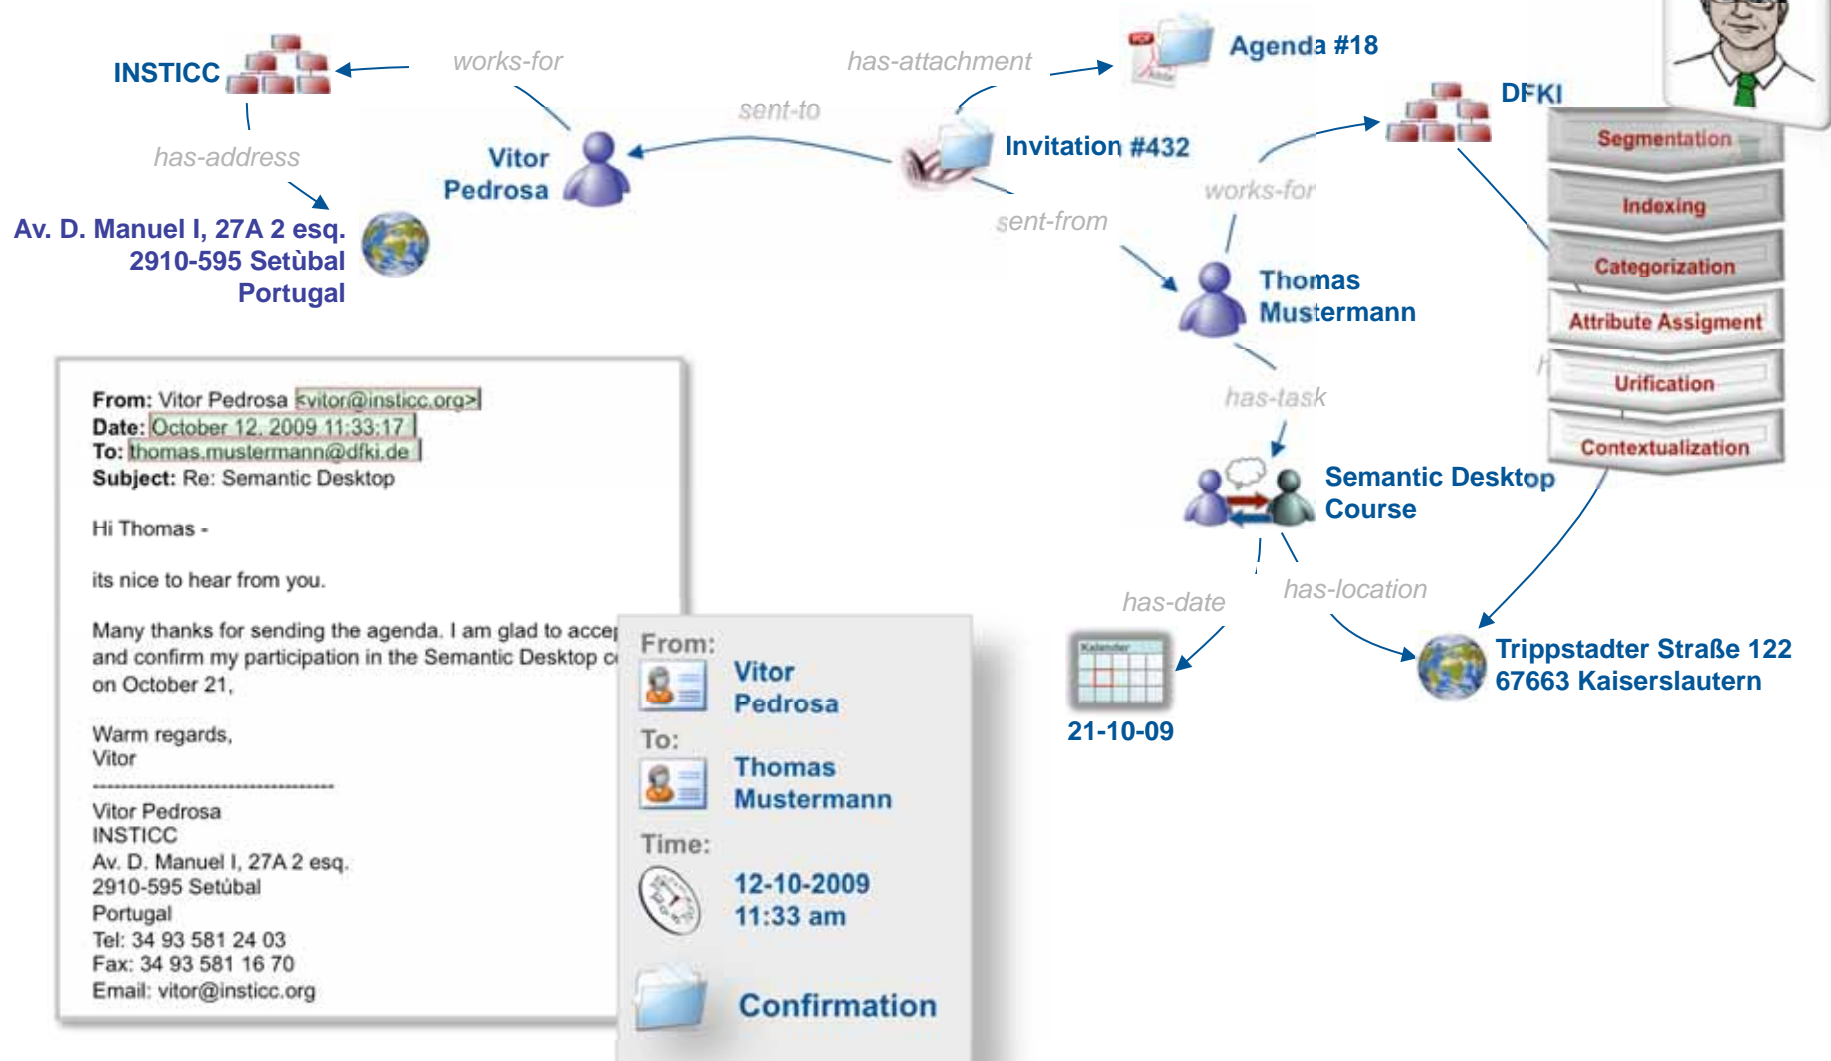 INSTICC
works-for
has-attachment
Agenda #18
DFKI
sent-to
Invitation #432
has-address
Vitor
Pedrosa
works-for
sent-from
Av. D. Manuel I, 27A 2 esq.
2910-595 Setùbal
Portugal
Thomas
Mustermann
has-task
Semantic Desktop
Course
has-date
has-location
Kalender
21-10-09
Trippstadter Straße 122
67663 Kaiserslautern
Segmentation
Indexing
Categorization
Attribute Assigment
Urification
Contextualization
From: Vitor Pedrosa <vitor@insticc.org>
Date: October 12, 2009 11:33:17
To: thomas.mustermann@dfki.de
Subject: Re: Semantic Desktop
Hi Thomas -
its nice to hear from you.
Many thanks for sending the agenda. I am glad to accep
and confirm my participation in the Semantic Desktop c
on October 21,
Warm regards,
Vitor
----------------------------------
Vitor Pedrosa
INSTICC
Av. D. Manuel I, 27A 2 esq.
2910-595 Setúbal
Portugal
Tel: 34 93 581 24 03
Fax: 34 93 581 16 70
Email: vitor@insticc.org
From:
Vitor
Pedrosa
To:
Thomas
Mustermann
Time:
12-10-2009
11:33 am
Confirmation
PDF
Adobe